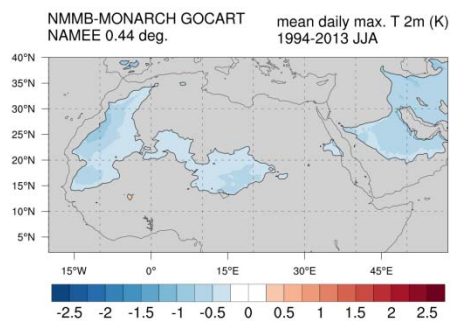 NMMB-MONARCH GOCART
NAMEE 0.44 deg.
mean daily max. T 2m (K)
1994-2013 JJA
40°N
35°N
30°N
25°N
20°N
15°N
10°N
5°N
15°W 0° 15°E 30°E 45°E
-2.5 -2 -1.5 -1 -0.5 0 0.5 1 1.5 2 2.5